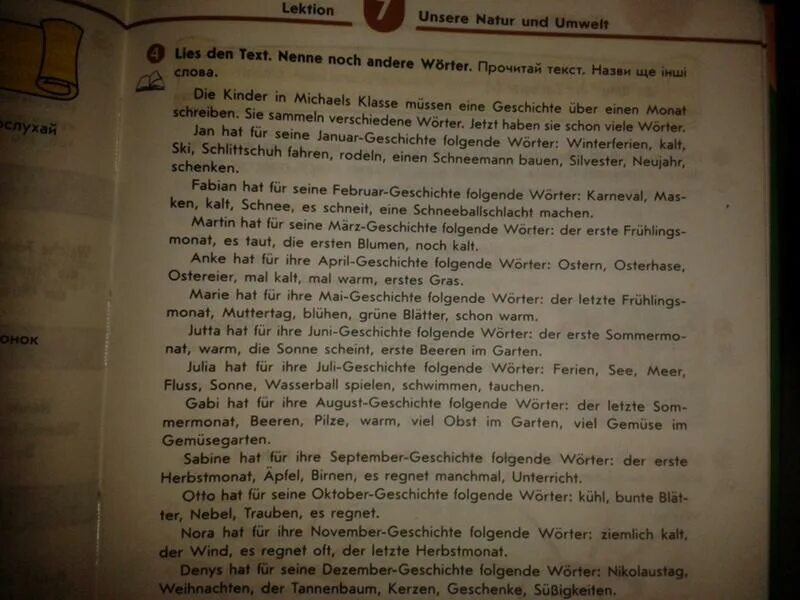 Lektion
7
Unsere Natur und Umwelt
4 Lies den Text. Nenne noch andere Wörter. Прочитай текст. Назви ще інші
слова.
Die Kinder in Michaels Klasse müssen eine Geschichte über einen Monat
schreiben. Sie sammeln verschiedene Wörter. Jetzt haben sie schon viele Wörter.
Jan hat für seine Januar-Geschichte folgende Wörter: Winterferien, kalt,
Ski, Schlittschuh fahren, rodeln, einen Schneemann bauen, Silvester, Neujahr,
schenken.
Fabian hat für seine Februar-Geschichte folgende Wörter: Karneval, Mas-
ken, kalt, Schnee, es schneit, eine Schneeballschlacht machen.
Martin hat für seine März-Geschichte folgende Wörter: der erste Frühlings-
monat, es taut, die ersten Blumen, noch kalt.
Anke hat für ihre April-Geschichte folgende Wörter: Ostern, Osterhase,
Ostereier, mal kalt, mal warm, erstes Gras.
Marie hat für ihre Mai-Geschichte folgende Wörter: der letzte Frühlings-
monat, Muttertag, blühen, grüne Blätter, schon warm.
Jutta hat für ihre Juni-Geschichte folgende Wörter: der erste Sommermo-
nat, warm, die Sonne scheint, erste Beeren im Garten.
Julia hat für ihre Juli-Geschichte folgende Wörter: Ferien, See, Meer,
Fluss, Sonne, Wasserball spielen, schwimmen, tauchen.
Gabi hat für ihre August-Geschichte folgende Wörter: der letzte Som-
mermonat, Beeren, Pilze, warm, viel Obst im Garten, viel Gemüse im
Gemüsegarten.
Sabine hat für ihre September-Geschichte folgende Wörter: der erste
Herbstmonat, Äpfel, Birnen, es regnet manchmal, Unterricht.
Otto hat für seine Oktober-Geschichte folgende Wörter: kühl, bunte Blät-
ter, Nebel, Trauben, es regnet.
Nora hat für ihre November-Geschichte folgende Wörter: ziemlich kalt,
der Wind, es regnet oft, der letzte Herbstmonat.
Denys hat für seine Dezember-Geschichte folgende Wörter: Nikolaustag,
Weihnachten, der Tannenbaum, Kerzen, Geschenke, Süßigkeiten.